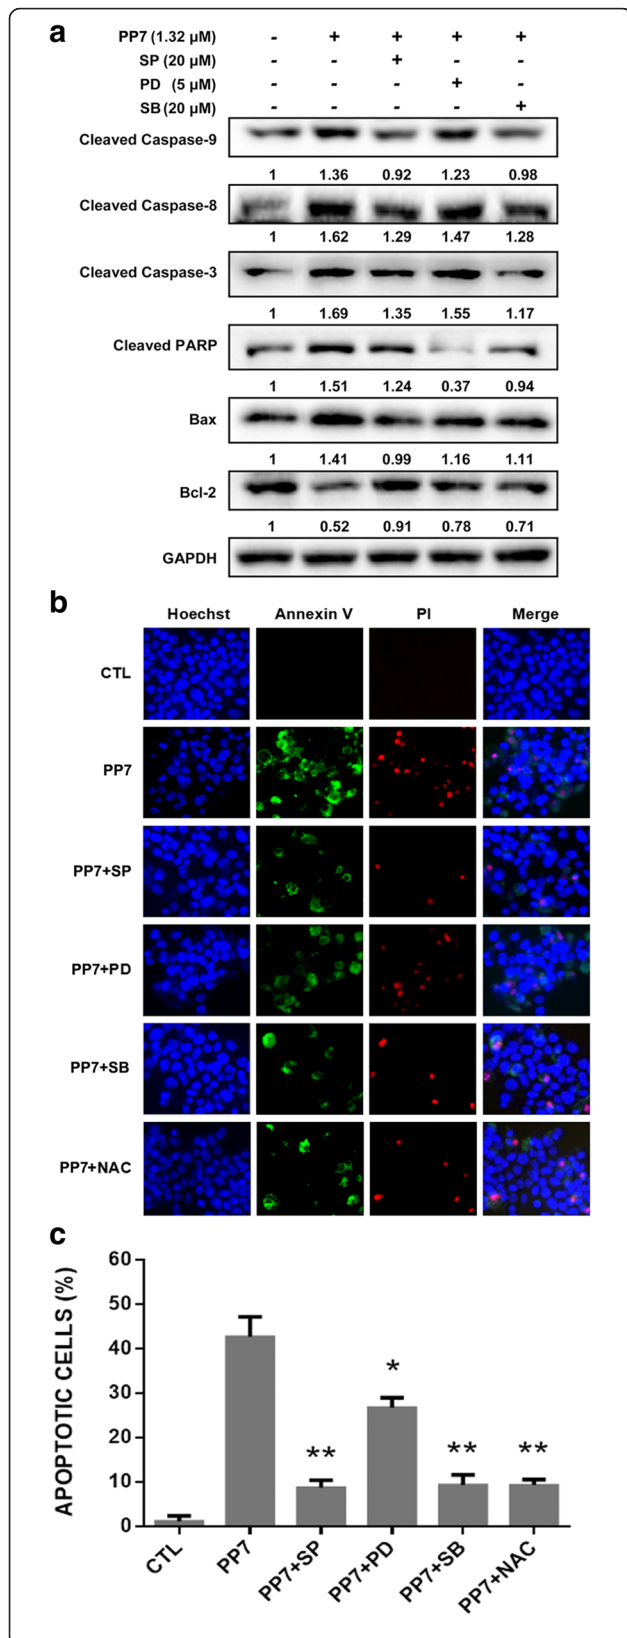 a
PP7 (1.32 µM) - + + + +
SP (20 µM) - - + - -
PD (5 µM) - - - + -
SB (20 µM) - - - - +
Cleaved Caspase-9
1 1.36 0.92 1.23 0.98
Cleaved Caspase-8
1 1.62 1.29 1.47 1.28
Cleaved Caspase-3
1 1.69 1.35 1.55 1.17
Cleaved PARP
1 1.51 1.24 0.37 0.94
Bax
1 1.41 0.99 1.16 1.11
Bcl-2
1 0.52 0.91 0.78 0.71
GAPDH
b
Hoechst Annexin V PI Merge
CTL
PP7
PP7+SP
PP7+PD
PP7+SB
PP7+NAC
c
APOPTOTIC CELLS (%)
60
50
40
30
20
10
0
*
** ** **
CTL PP7 PP7+SP PP7+PD PP7+SB PP7+NAC